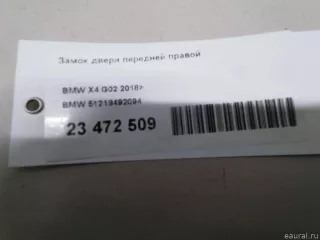 Замок двери передней правой
BMW X4 G02 2018>
BMW 51219492094
23 472 509
eaural.ru